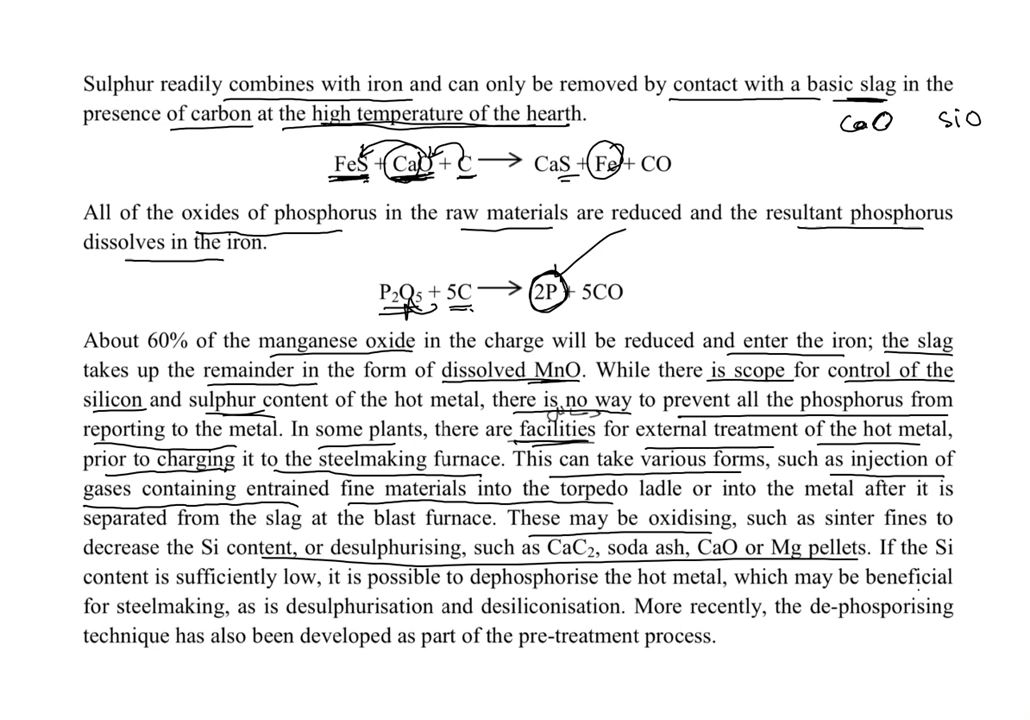 Sulphur readily combines with iron and can only be removed by contact with a basic slag in the
presence of carbon at the high temperature of the hearth.
CaO SiO
FeS + CaO + C → CaS + Fe + CO
All of the oxides of phosphorus in the raw materials are reduced and the resultant phosphorus
dissolves in the iron.
P₂O₅ + 5C → 2P + 5CO
About 60% of the manganese oxide in the charge will be reduced and enter the iron; the slag
takes up the remainder in the form of dissolved MnO. While there is scope for control of the
silicon and sulphur content of the hot metal, there is no way to prevent all the phosphorus from
reporting to the metal. In some plants, there are facilities for external treatment of the hot metal,
prior to charging it to the steelmaking furnace. This can take various forms, such as injection of
gases containing entrained fine materials into the torpedo ladle or into the metal after it is
separated from the slag at the blast furnace. These may be oxidising, such as sinter fines to
decrease the Si content, or desulphurising, such as CaC₂, soda ash, CaO or Mg pellets. If the Si
content is sufficiently low, it is possible to dephosphorise the hot metal, which may be beneficial
for steelmaking, as is desulphurisation and desiliconisation. More recently, the de-phosporising
technique has also been developed as part of the pre-treatment process.